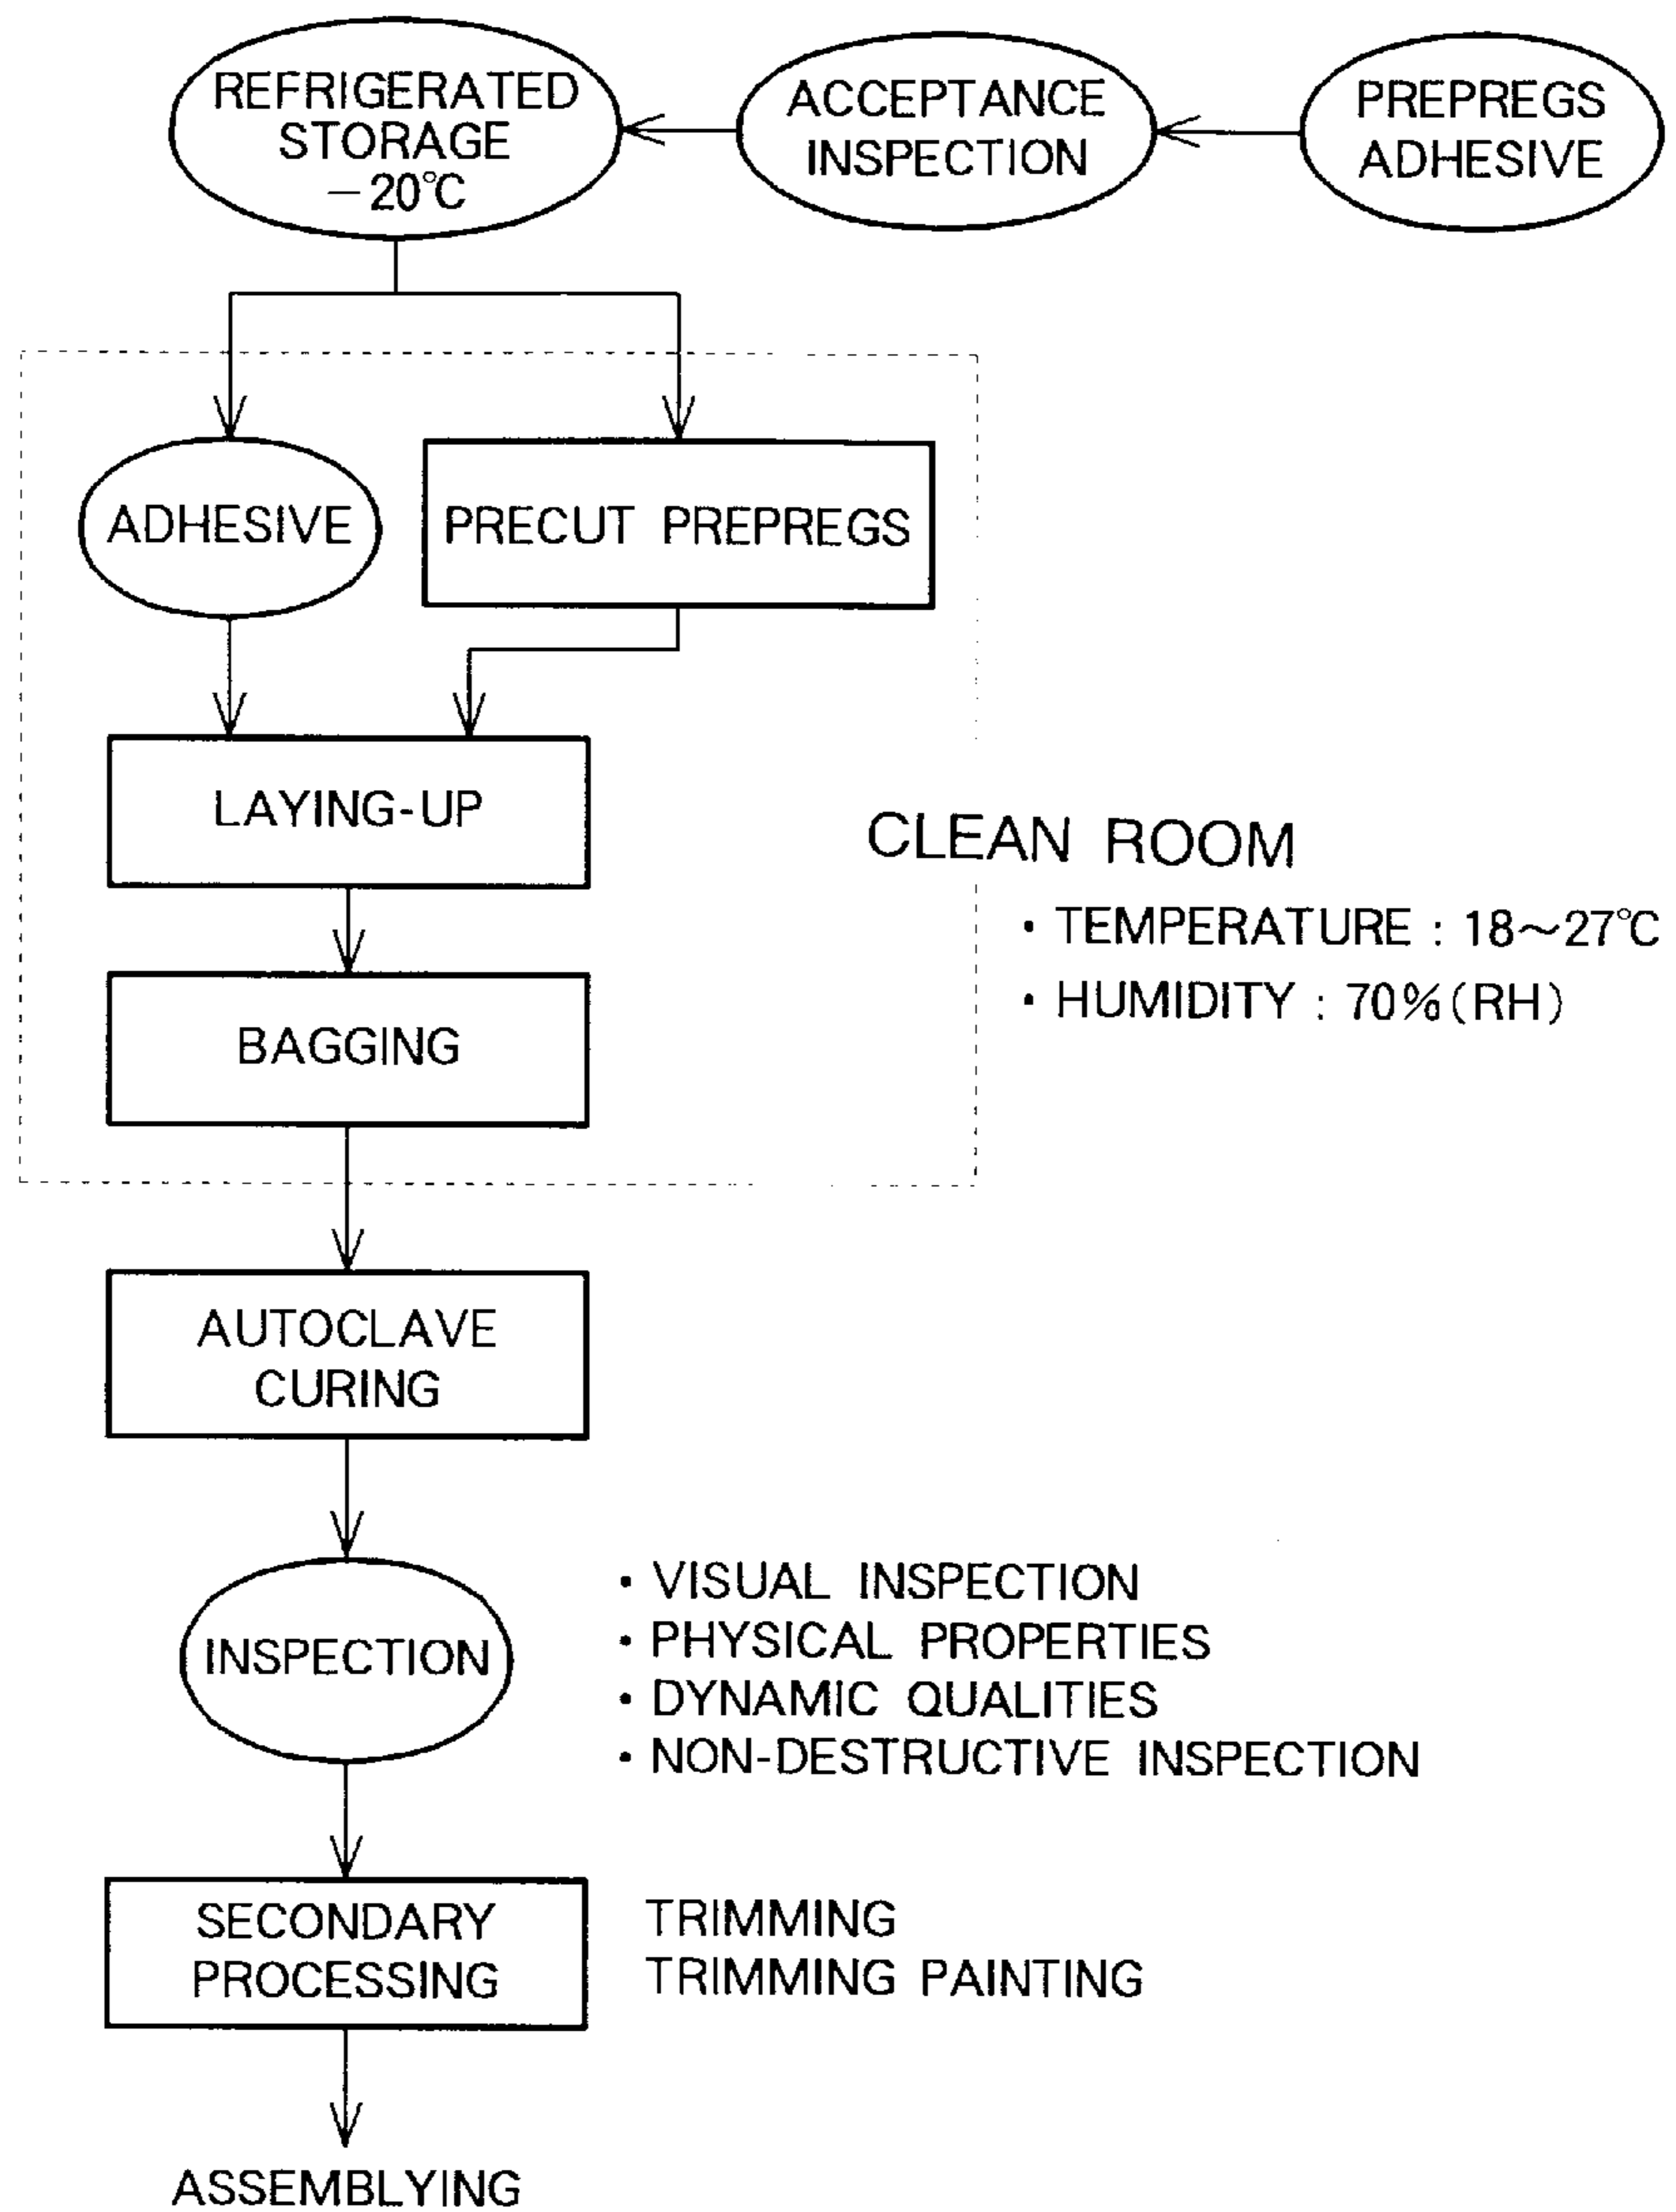 REFRIGERATED
STORAGE
−20℃
ACCEPTANCE
INSPECTION
PREPREGS
ADHESIVE
ADHESIVE
PRECUT PREPREGS
LAYING-UP
CLEAN ROOM
・TEMPERATURE : 18～27℃
・HUMIDITY : 70%(RH)
BAGGING
AUTOCLAVE
CURING
INSPECTION
・VISUAL INSPECTION
・PHYSICAL PROPERTIES
・DYNAMIC QUALITIES
・NON-DESTRUCTIVE INSPECTION
SECONDARY
PROCESSING
TRIMMING
TRIMMING PAINTING
ASSEMBLYING